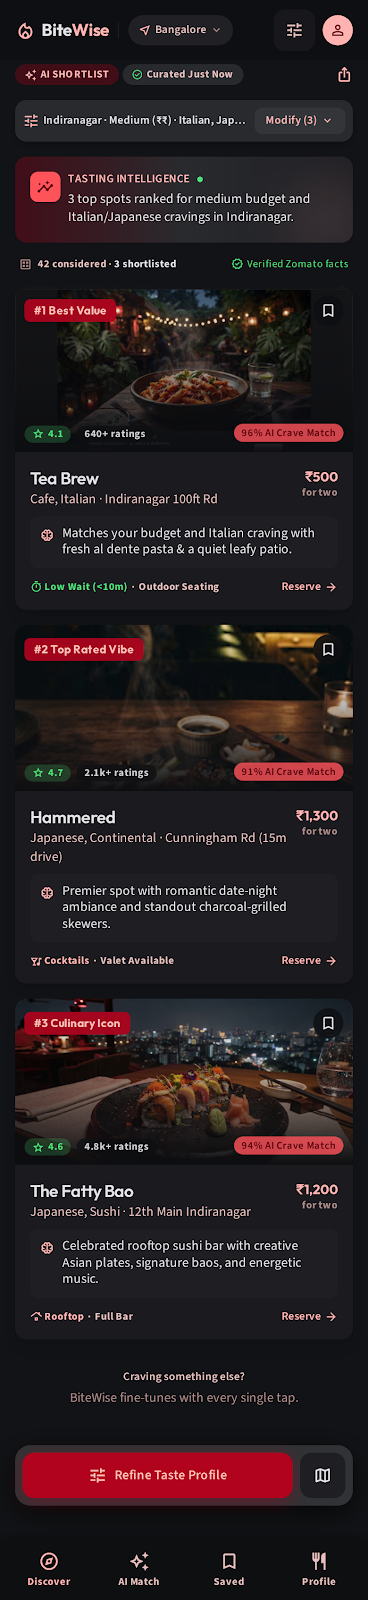 BiteWise
Bangalore
AI SHORTLIST
Curated Just Now
Indiranagar · Medium (₹₹) · Italian, Jap...
Modify (3)
TASTING INTELLIGENCE
3 top spots ranked for medium budget and
Italian/Japanese cravings in Indiranagar.
42 considered · 3 shortlisted
Verified Zomato facts
#1 Best Value
4.1
640+ ratings
96% AI Crave Match
Tea Brew
₹500
Cafe, Italian · Indiranagar 100ft Rd
for two
Matches your budget and Italian craving with
fresh al dente pasta & a quiet leafy patio.
Low Wait (<10m) · Outdoor Seating
Reserve →
#2 Top Rated Vibe
4.7
2.1k+ ratings
91% AI Crave Match
Hammered
₹1,300
Japanese, Continental · Cunningham Rd (15m
drive)
for two
Premier spot with romantic date-night
ambiance and standout charcoal-grilled
skewers.
Cocktails · Valet Available
Reserve →
#3 Culinary Icon
4.6
4.8k+ ratings
94% AI Crave Match
The Fatty Bao
₹1,200
Japanese, Sushi · 12th Main Indiranagar
for two
Celebrated rooftop sushi bar with creative
Asian plates, signature baos, and energetic
music.
Rooftop · Full Bar
Reserve →
Craving something else?
BiteWise fine-tunes with every single tap.
Refine Taste Profile
Discover
AI Match
Saved
Profile